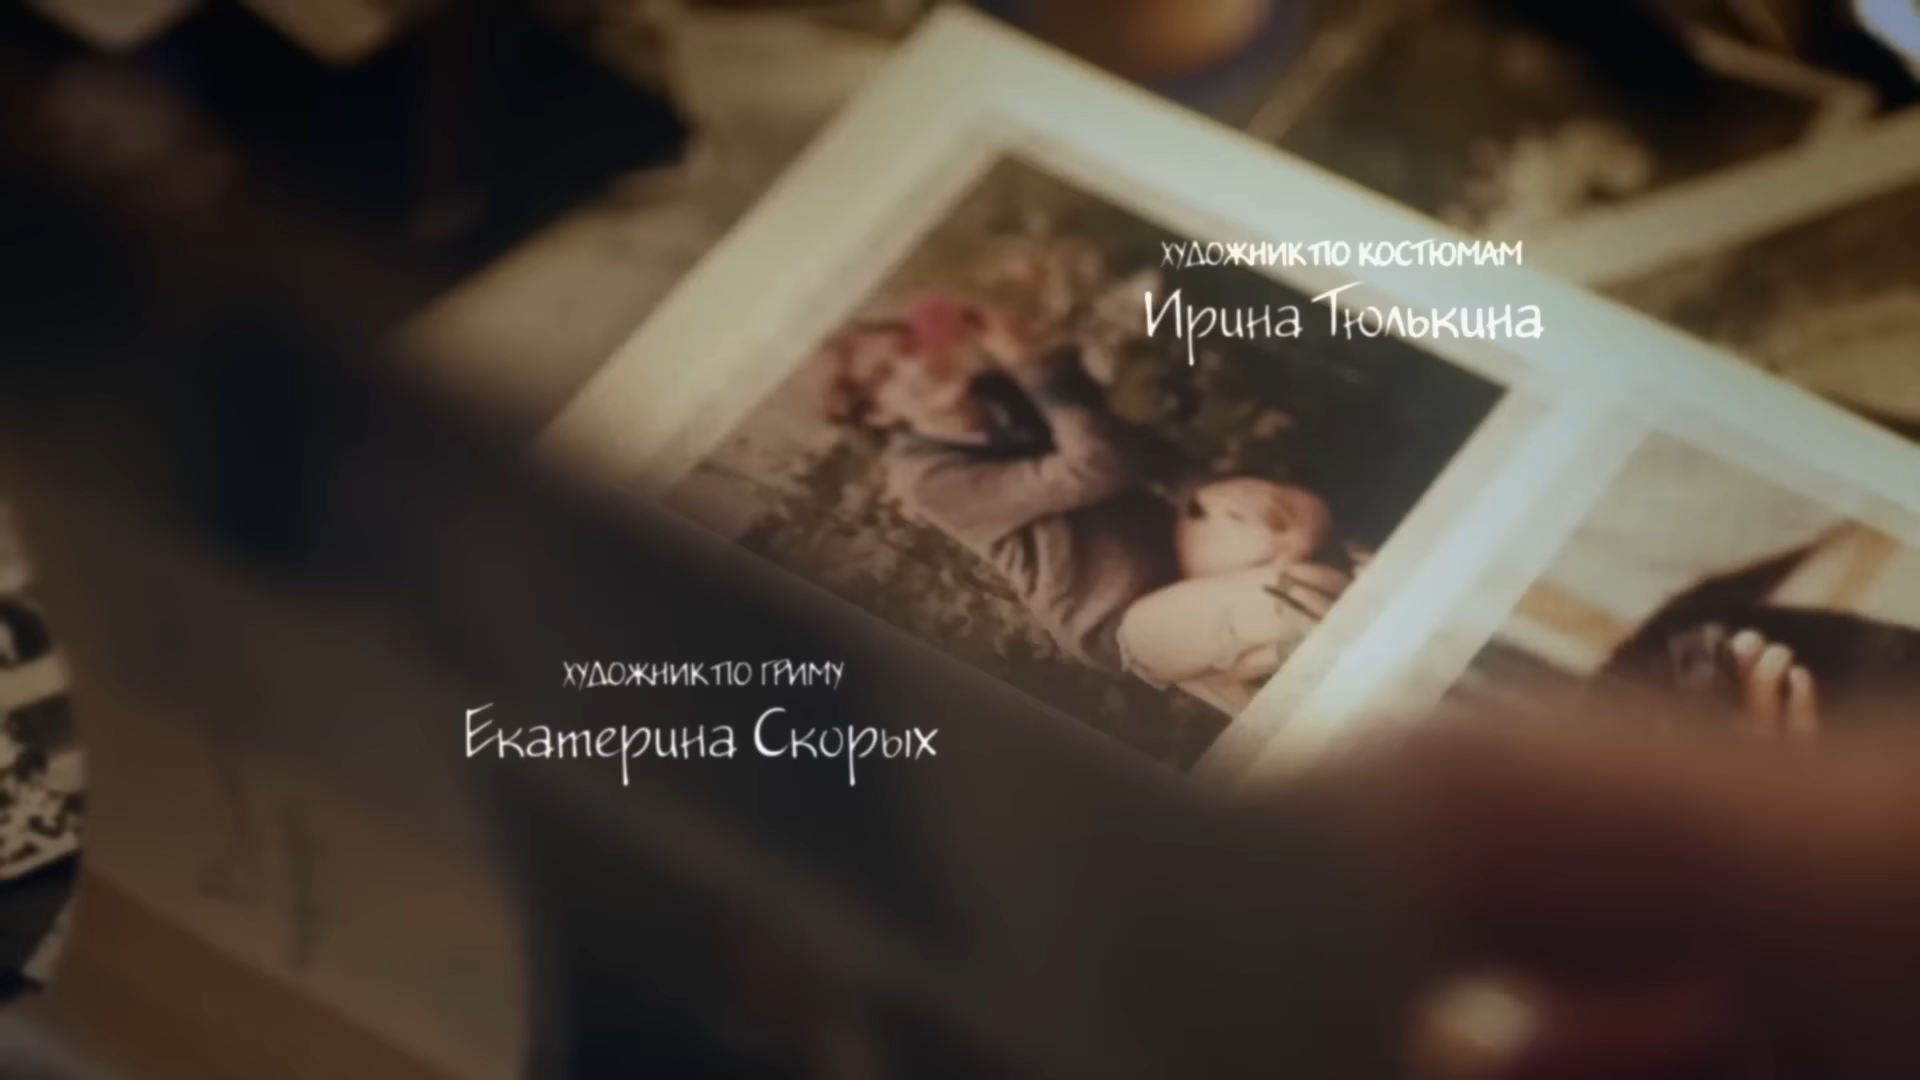 ХУДОЖНИК ПО КОСТЮМАМ
Ирина Тюлькина
ХУДОЖНИК ПО ГРИМУ
Екатерина Скорых